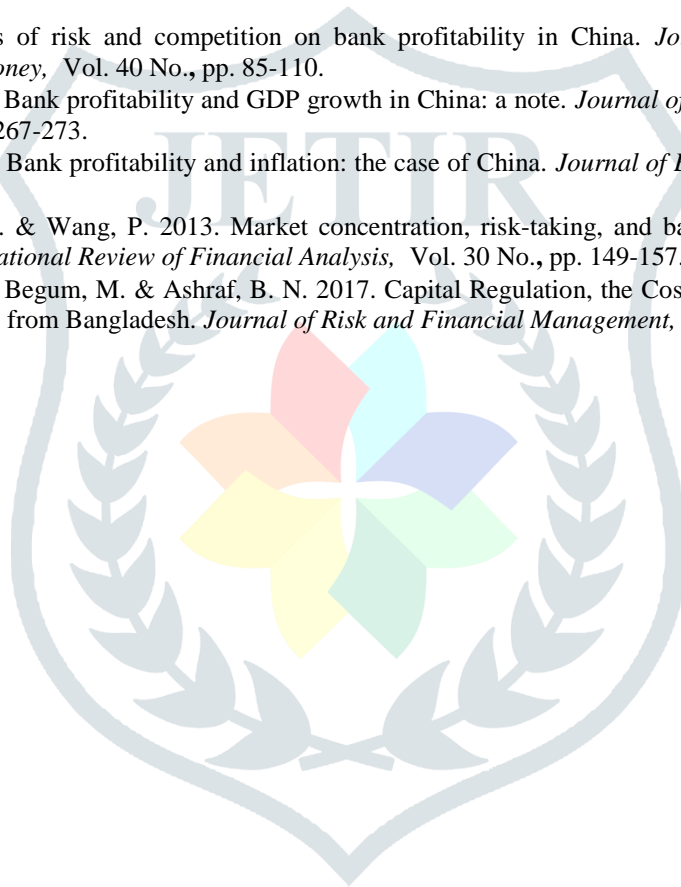 s of risk and competition on bank profitability in China. Jo
oney, Vol. 40 No., pp. 85-110.
Bank profitability and GDP growth in China: a note. Journal of
267-273.
Bank profitability and inflation: the case of China. Journal of E
. & Wang, P. 2013. Market concentration, risk-taking, and ba
ational Review of Financial Analysis, Vol. 30 No., pp. 149-157.
Begum, M. & Ashraf, B. N. 2017. Capital Regulation, the Cos
from Bangladesh. Journal of Risk and Financial Management,
JETIR